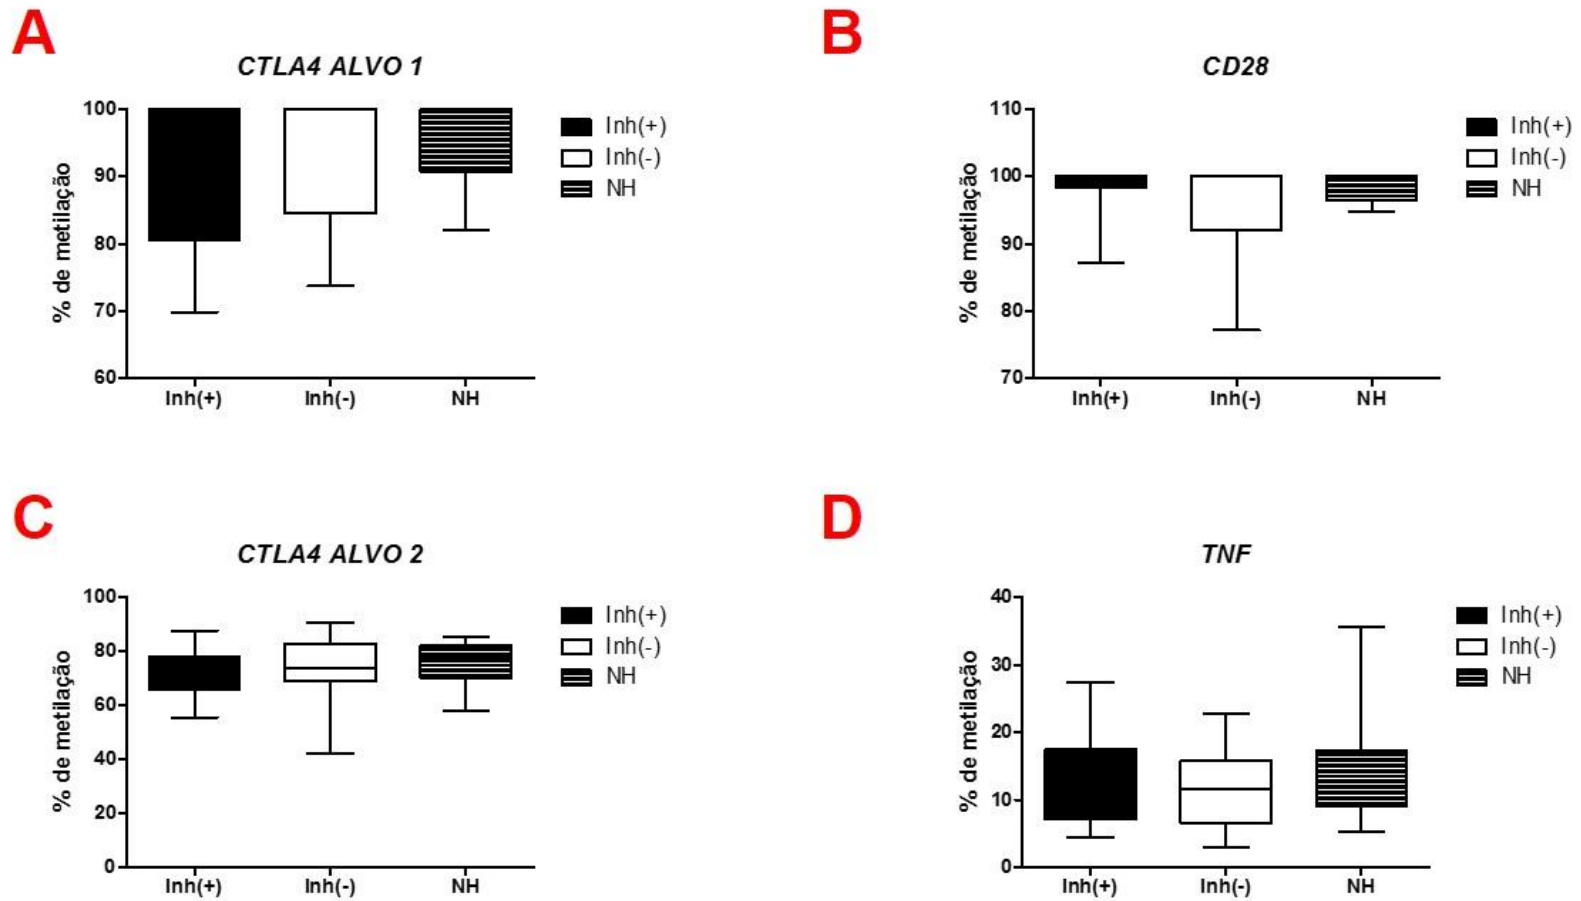 A
CTLA4 ALVO 1
% de metilação
100
90
80
70
60
Inh(+)
Inh(-)
NH
Inh(+)
Inh(-)
NH
B
CD28
% de metilação
110
100
90
80
70
Inh(+)
Inh(-)
NH
Inh(+)
Inh(-)
NH
C
CTLA4 ALVO 2
% de metilação
100
80
60
40
20
0
Inh(+)
Inh(-)
NH
Inh(+)
Inh(-)
NH
D
TNF
% de metilação
40
30
20
10
0
Inh(+)
Inh(-)
NH
Inh(+)
Inh(-)
NH